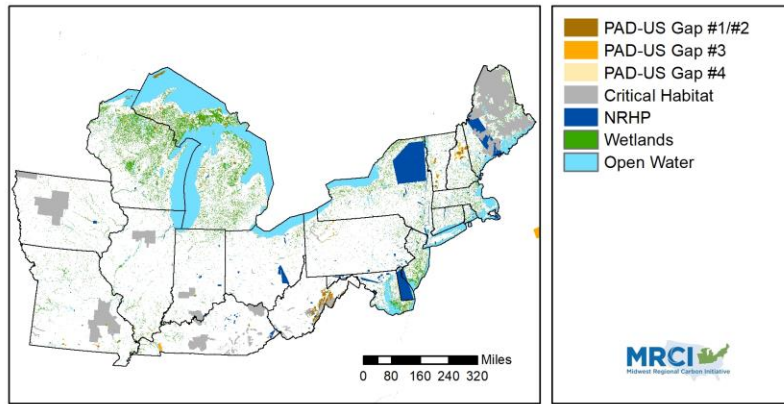 PAD-US Gap #1/#2
PAD-US Gap #3
PAD-US Gap #4
Critical Habitat
NRHP
Wetlands
Open Water
Miles
0 80 160 240 320
MRCI
Midwest Regional Carbon Initiative